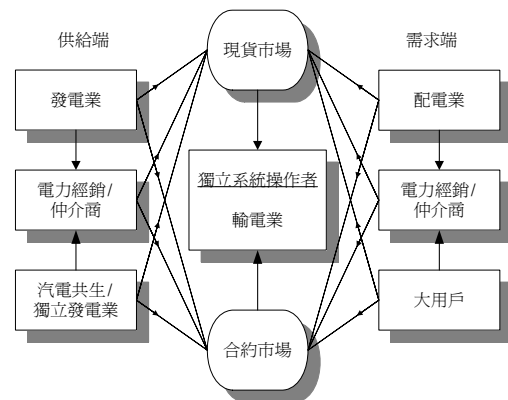 供給端
現貨市場
需求端
發電業
配電業
電力經銷/
仲介商
獨立系統操作者
輸電業
電力經銷/
仲介商
汽電共生/
獨立發電業
大用戶
合約市場